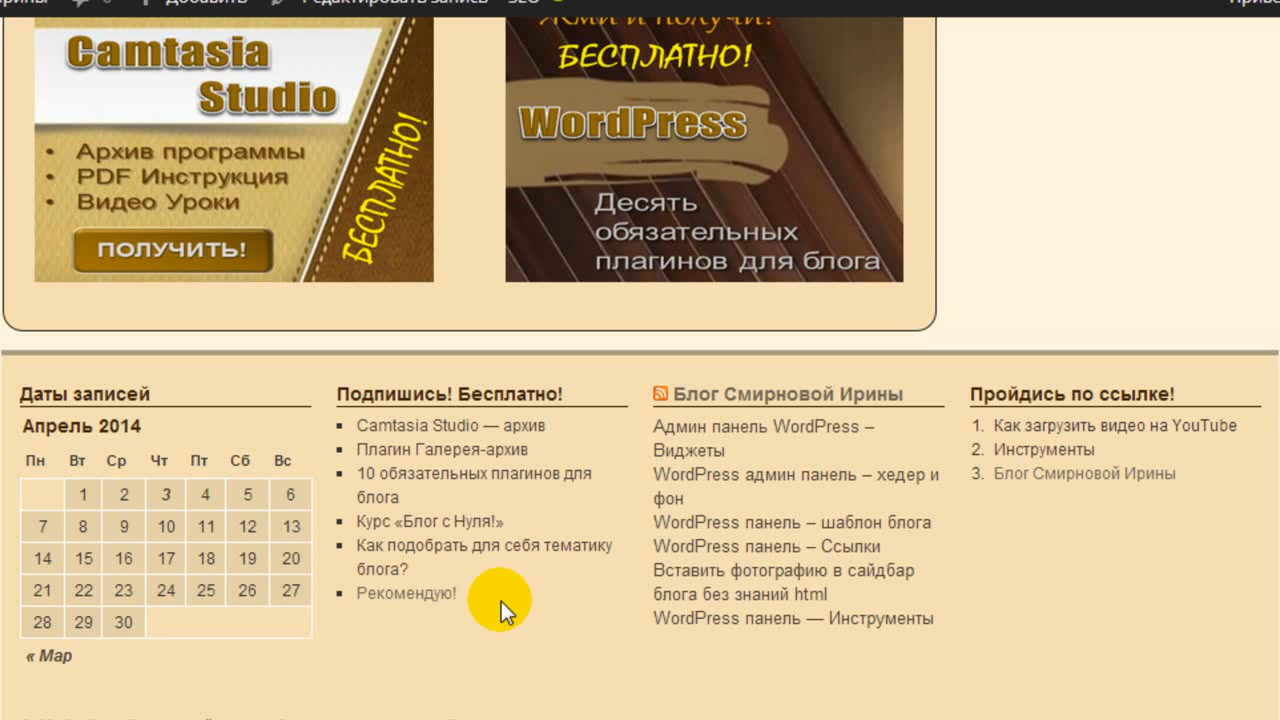 Добавить
Редактировать запись
SEO
Camtasia
Studio
• Архив программы
• PDF Инструкция
• Видео Уроки
ПОЛУЧИТЬ!
БЕСПЛАТНО!
Жми и получи!
БЕСПЛАТНО!
WordPress
Десять
обязательных
плагинов для блога
Даты записей
Апрель 2014
Пн Вт Ср Чт Пт Сб Вс
1 2 3 4 5 6
7 8 9 10 11 12 13
14 15 16 17 18 19 20
21 22 23 24 25 26 27
28 29 30
« Мар
Подпишись! Бесплатно!
Camtasia Studio — архив
Плагин Галерея-архив
10 обязательных плагинов для
блога
Курс «Блог с Нуля!»
Как подобрать для себя тематику
блога?
Рекомендую!
Блог Смирновой Ирины
Админ панель WordPress –
Виджеты
WordPress админ панель – хедер и
фон
WordPress панель – шаблон блога
WordPress панель – Ссылки
Вставить фотографию в сайдбар
блога без знаний html
WordPress панель — Инструменты
Пройдись по ссылке!
1. Как загрузить видео на YouTube
2. Инструменты
3. Блог Смирновой Ирины